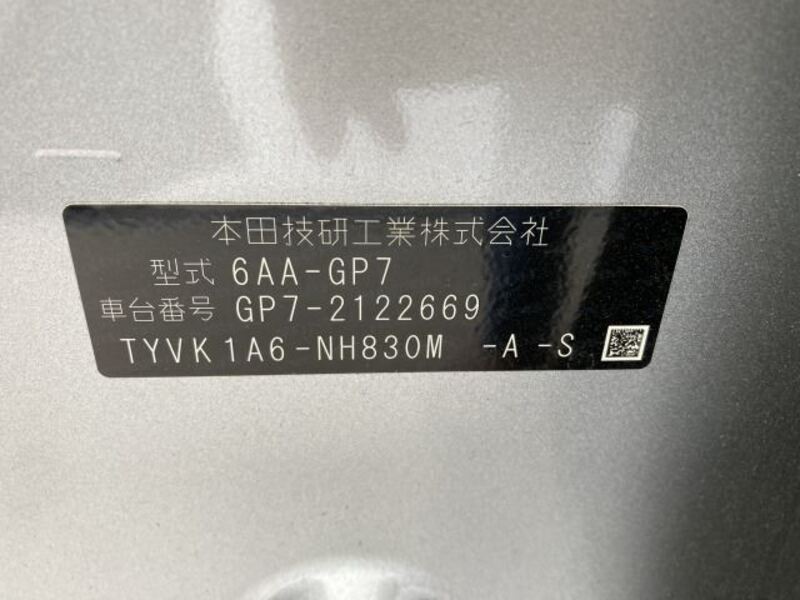 本田技研工業株式会社
型式 6AA-GP7
車台番号 GP7-2122669
TYVK1A6-NH830M -A -S